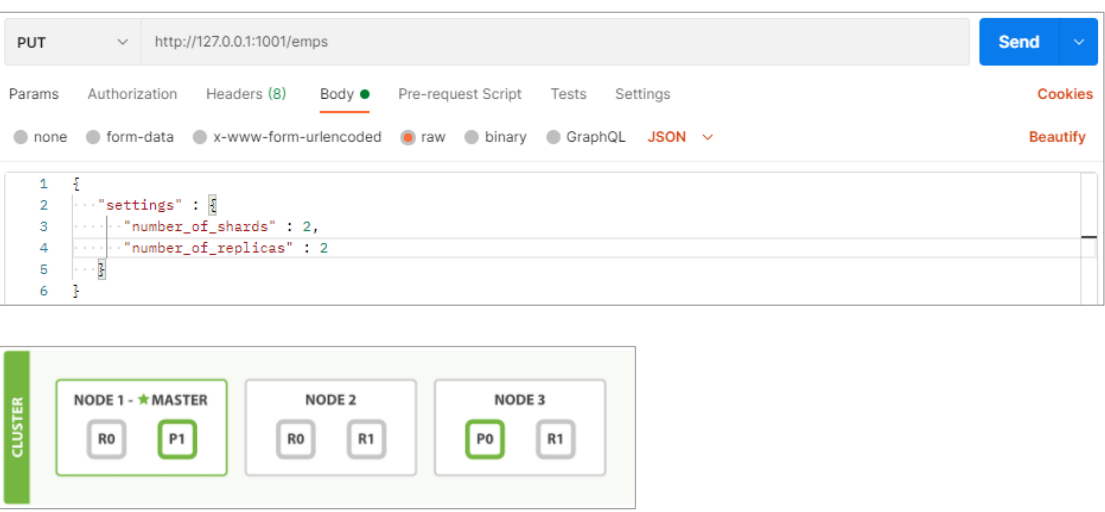 PUT http://127.0.0.1:1001/emps Send
Params Authorization Headers (8) Body Pre-request Script Tests Settings Cookies
none form-data x-www-form-urlencoded raw binary GraphQL JSON Beautify
1 {
2 "settings" : {
3 "number_of_shards" : 2,
4 "number_of_replicas" : 2
5 }
6 }
CLUSTER
NODE 1 - ★ MASTER
R0 P1
NODE 2
R0 R1
NODE 3
P0 R1